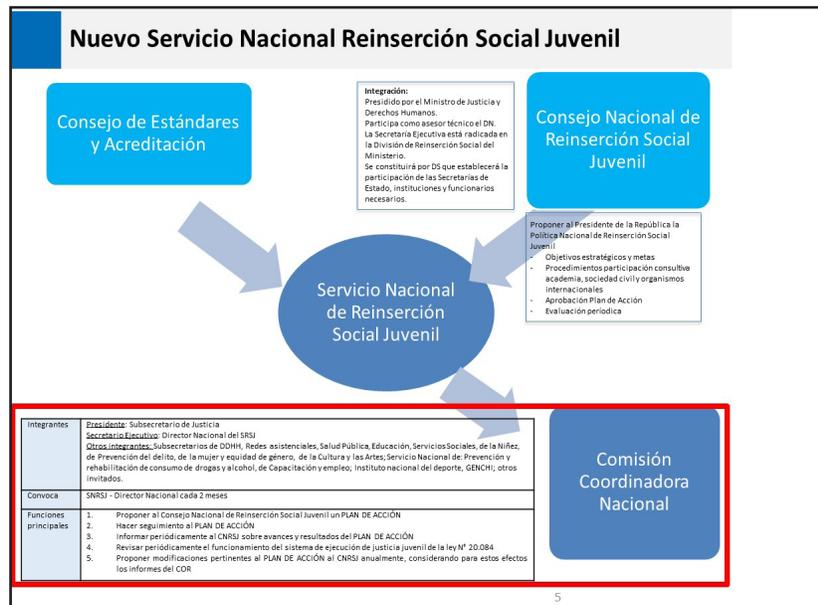 Nuevo Servicio Nacional Reinserción Social Juvenil
Consejo de Estándares
y Acreditación
Integración:
Presidido por el Ministro de Justicia y
Derechos Humanos.
Participa como asesor técnico el DN.
La Secretaría Ejecutiva está radicada en
la División de Reinserción Social del
Ministerio.
Se constituirá por DS que establecerá la
participación de las Secretarías de
Estado, instituciones y funcionarios
necesarios.
Consejo Nacional de
Reinserción Social
Juvenil
Proponer al Presidente de la República la
Política Nacional de Reinserción Social
Juvenil
- Objetivos estratégicos y metas
- Procedimientos participación consultiva
academia, sociedad civil y organismos
internacionales
- Aprobación Plan de Acción
- Evaluación periódica
Servicio Nacional
de Reinserción
Social Juvenil
Integrantes
Presidente: Subsecretario de Justicia
Secretario Ejecutivo: Director Nacional del SRSJ
Otros integrantes: Subsecretarios de DDHH, Redes asistenciales, Salud Pública, Educación, Servicios Sociales, de la Niñez,
de Prevención del delito, de la mujer y equidad de género, de la Cultura y las Artes; Servicio Nacional de: Prevención y
rehabilitación de consumo de drogas y alcohol, de Capacitación y empleo; Instituto nacional del deporte, GENCHI; otros
invitados.
Convoca
SNRSJ - Director Nacional cada 2 meses
Funciones
principales
1. Proponer al Consejo Nacional de Reinserción Social Juvenil un PLAN DE ACCIÓN
2. Hacer seguimiento al PLAN DE ACCIÓN
3. Informar periódicamente al CNRSJ sobre avances y resultados del PLAN DE ACCIÓN
4. Revisar periódicamente el funcionamiento del sistema de ejecución de justicia juvenil de la ley N° 20.084
5. Proponer modificaciones pertinentes al PLAN DE ACCIÓN al CNRSJ anualmente, considerando para estos efectos
los informes del COR
Comisión
Coordinadora
Nacional
5